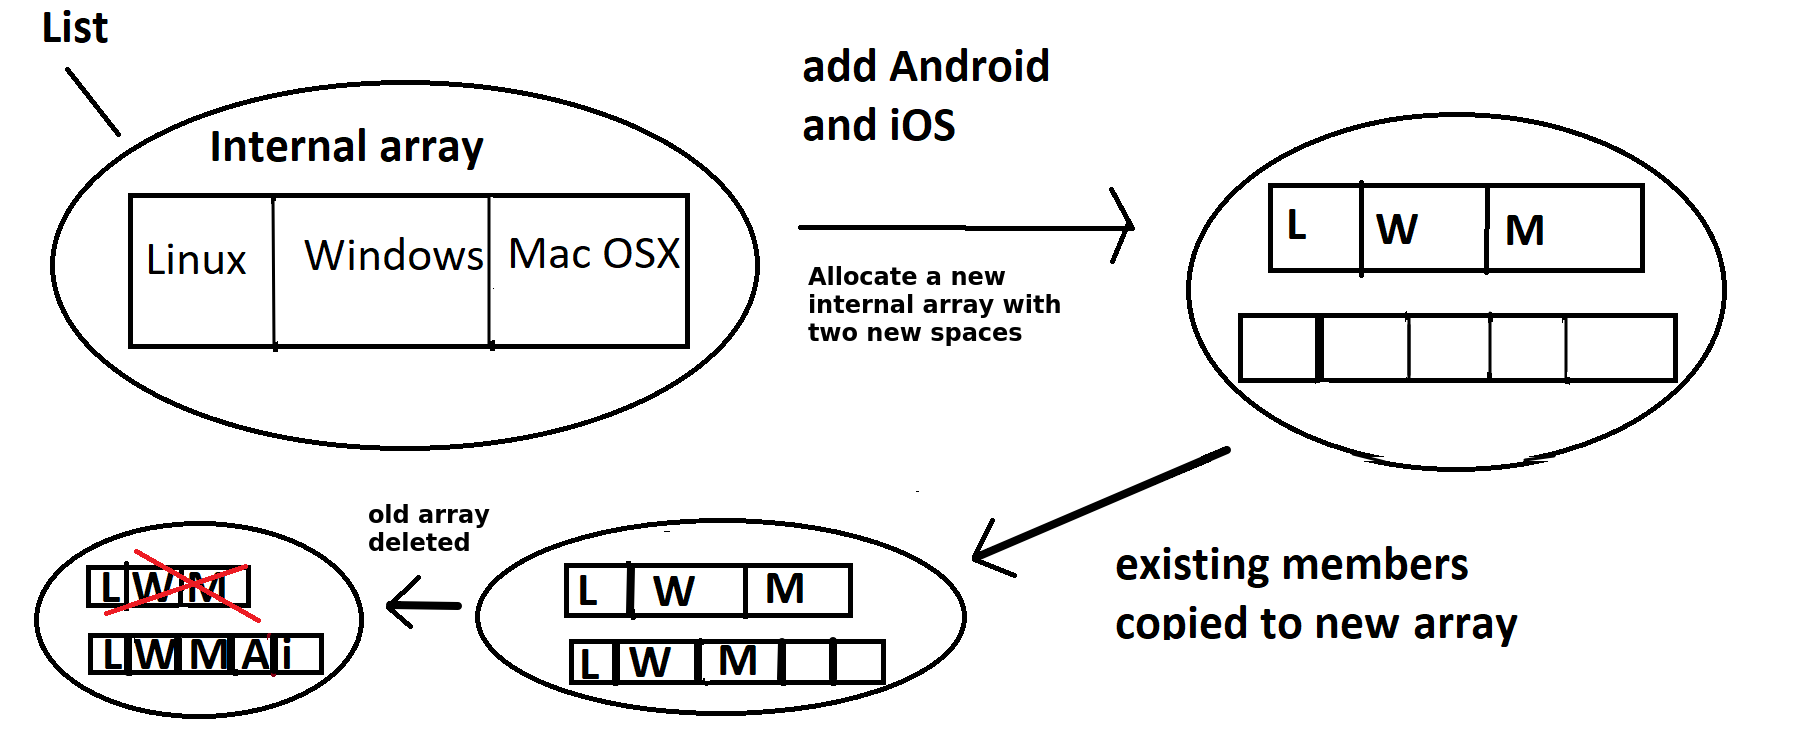 List
Internal array
Linux Windows Mac OSX
add Android
and iOS
Allocate a new
internal array with
two new spaces
L W M
existing members
copied to new array
L W M
L W M
old array
deleted
L W M
L W M A i